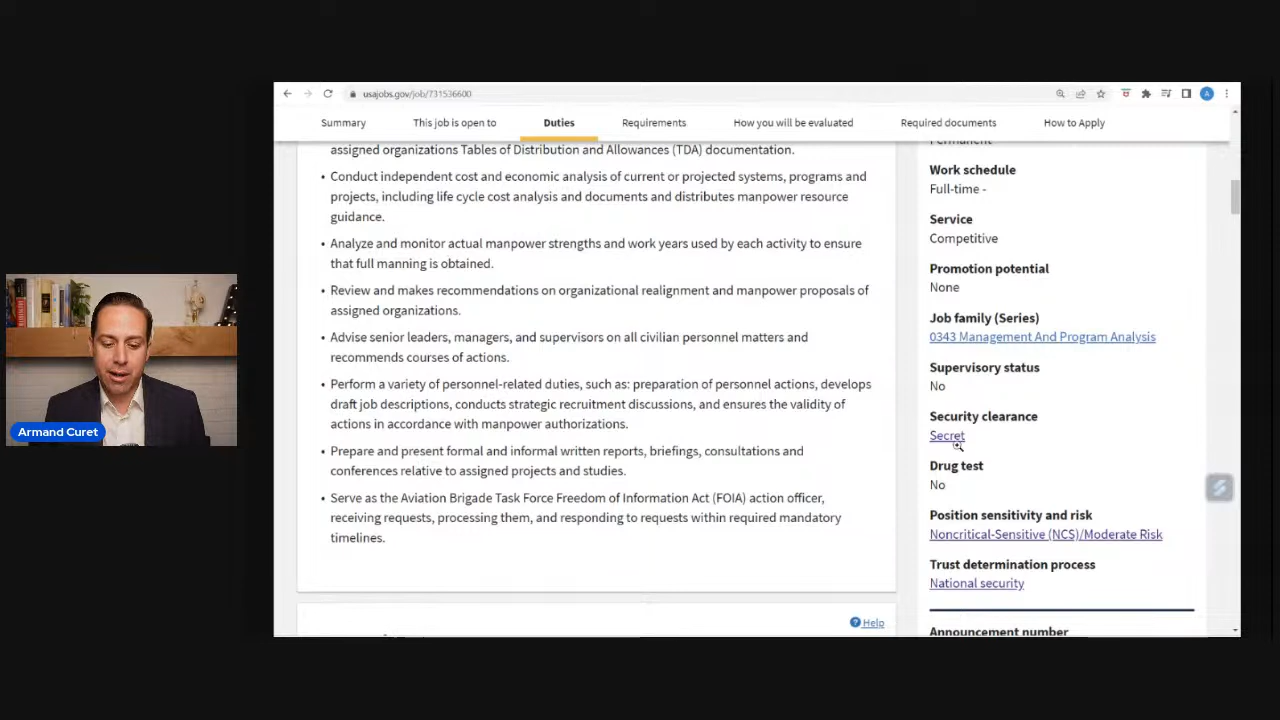 usajobs.gov/job/731536600
A
Summary
This job is open to
Duties
Requirements
How you will be evaluated
Required documents
How to Apply
assigned organizations Tables of Distribution and Allowances (TDA) documentation.
• Conduct independent cost and economic analysis of current or projected systems, programs and
projects, including life cycle cost analysis and documents and distributes manpower resource
guidance.
• Analyze and monitor actual manpower strengths and work years used by each activity to ensure
that full manning is obtained.
• Review and makes recommendations on organizational realignment and manpower proposals of
assigned organizations.
• Advise senior leaders, managers, and supervisors on all civilian personnel matters and
recommends courses of actions.
• Perform a variety of personnel-related duties, such as: preparation of personnel actions, develops
draft job descriptions, conducts strategic recruitment discussions, and ensures the validity of
actions in accordance with manpower authorizations.
• Prepare and present formal and informal written reports, briefings, consultations and
conferences relative to assigned projects and studies.
• Serve as the Aviation Brigade Task Force Freedom of Information Act (FOIA) action officer,
receiving requests, processing them, and responding to requests within required mandatory
timelines.
Help
Permanent
Work schedule
Full-time -
Service
Competitive
Promotion potential
None
Job family (Series)
0343 Management And Program Analysis
Supervisory status
No
Security clearance
Secret
Drug test
No
Position sensitivity and risk
Noncritical-Sensitive (NCS)/Moderate Risk
Trust determination process
National security
Announcement number
Armand Curet